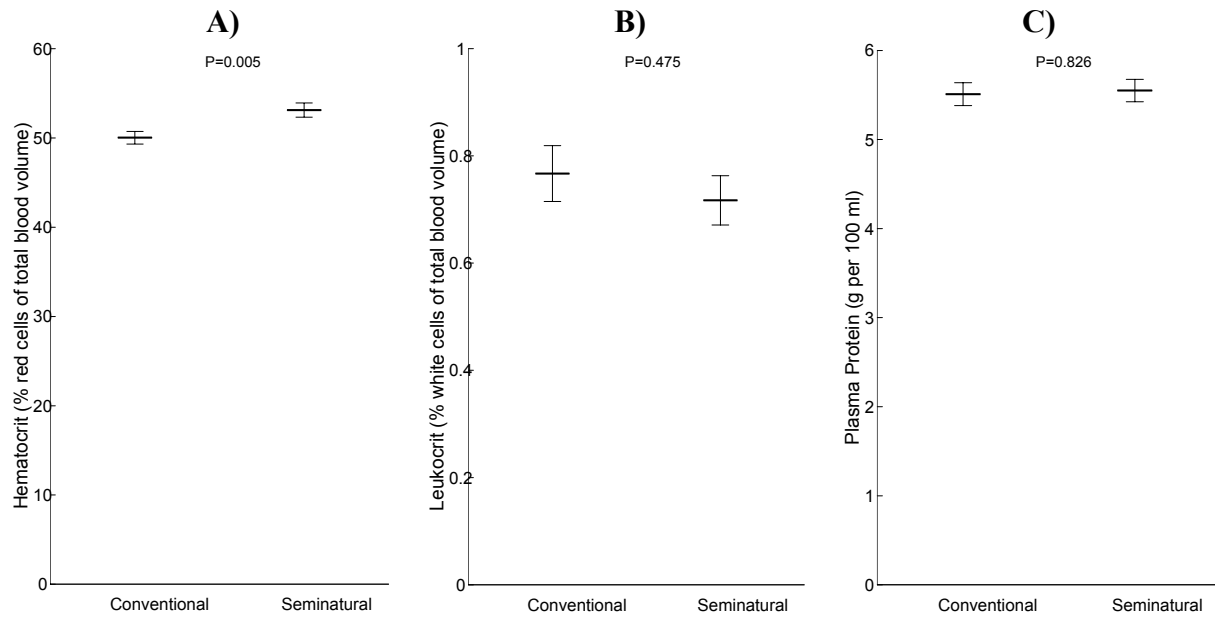 A)
P=0.005
Hematocrit (% red cells of total blood volume)
60
50
40
30
20
10
0
Conventional Seminatural
B)
P=0.475
Leukocrit (% white cells of total blood volume)
1
0.8
0.6
0.4
0.2
0
Conventional Seminatural
C)
P=0.826
Plasma Protein (g per 100 ml)
6
5
4
3
2
1
0
Conventional Seminatural